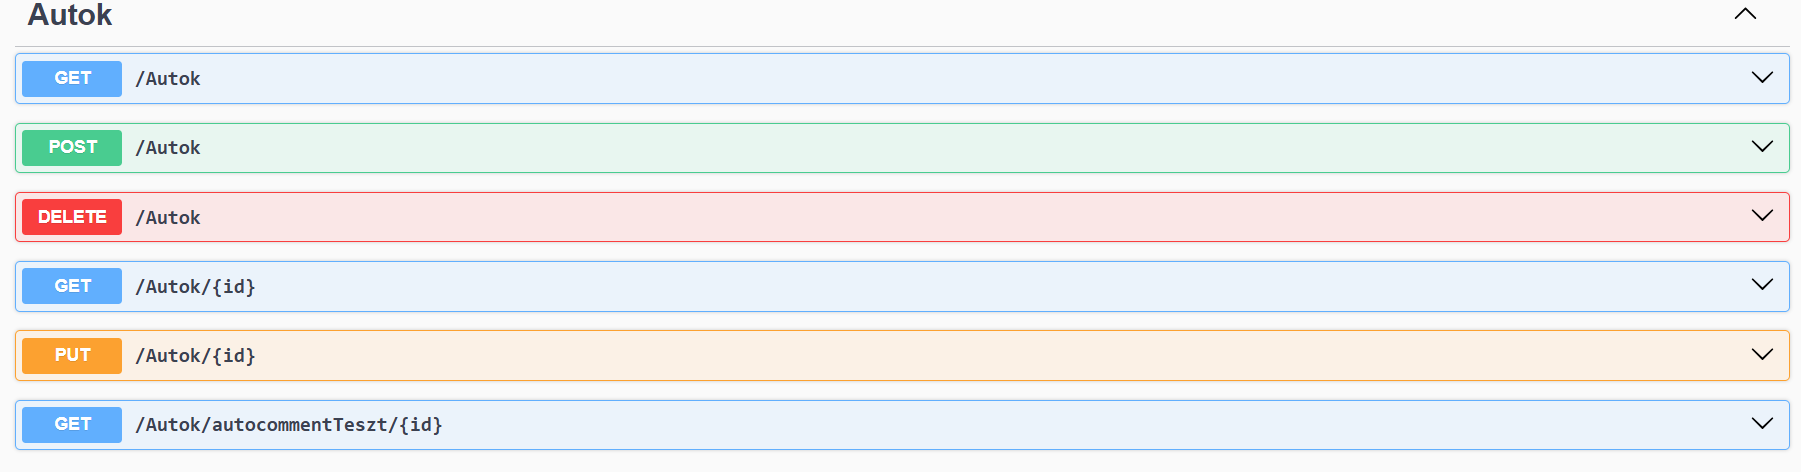 Autok
GET /Autok
POST /Autok
DELETE /Autok
GET /Autok/{id}
PUT /Autok/{id}
GET /Autok/autocommentTeszt/{id}